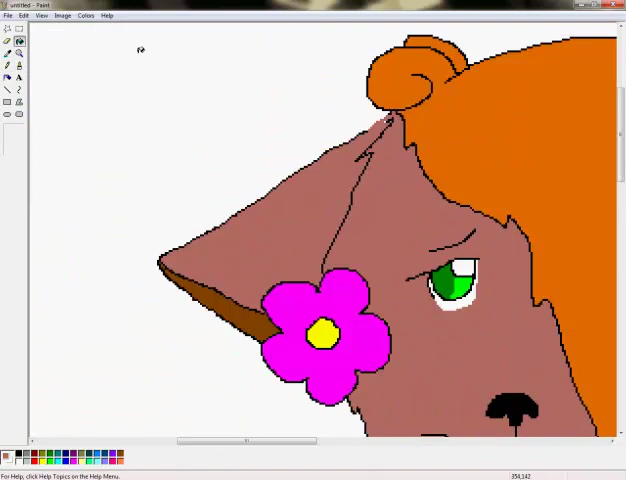 untitled - Paint
File Edit View Image Colors Help
A
For Help, click Help Topics on the Help Menu.
354,142